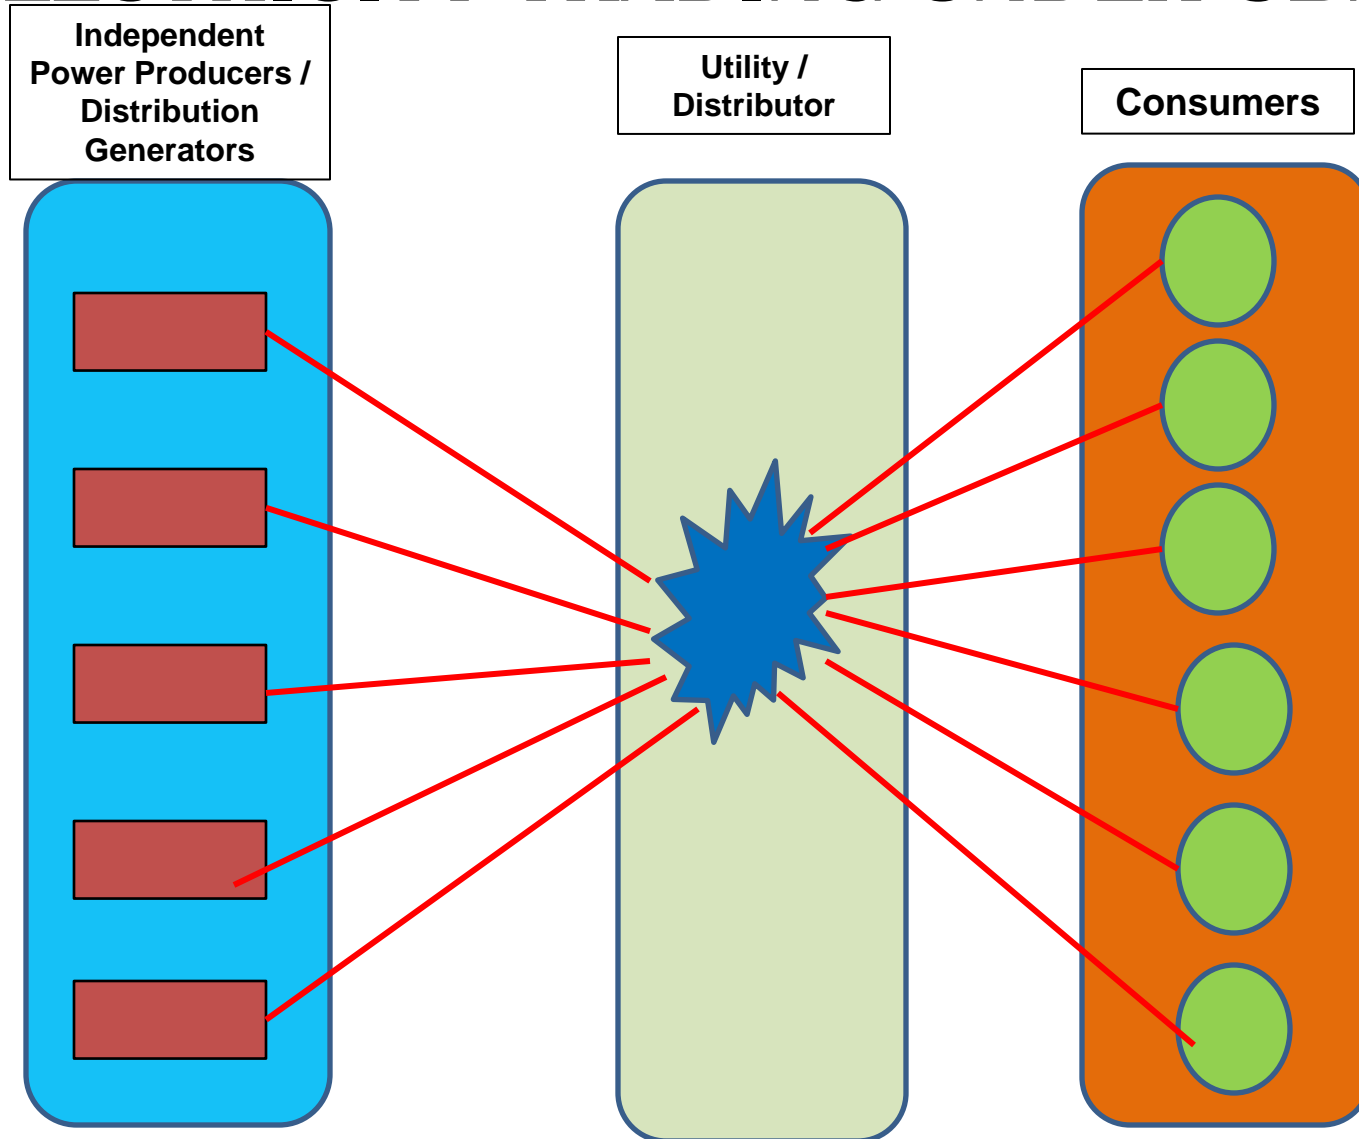 Independent
Power Producers /
Distribution
Generators
Utility /
Distributor
Consumers